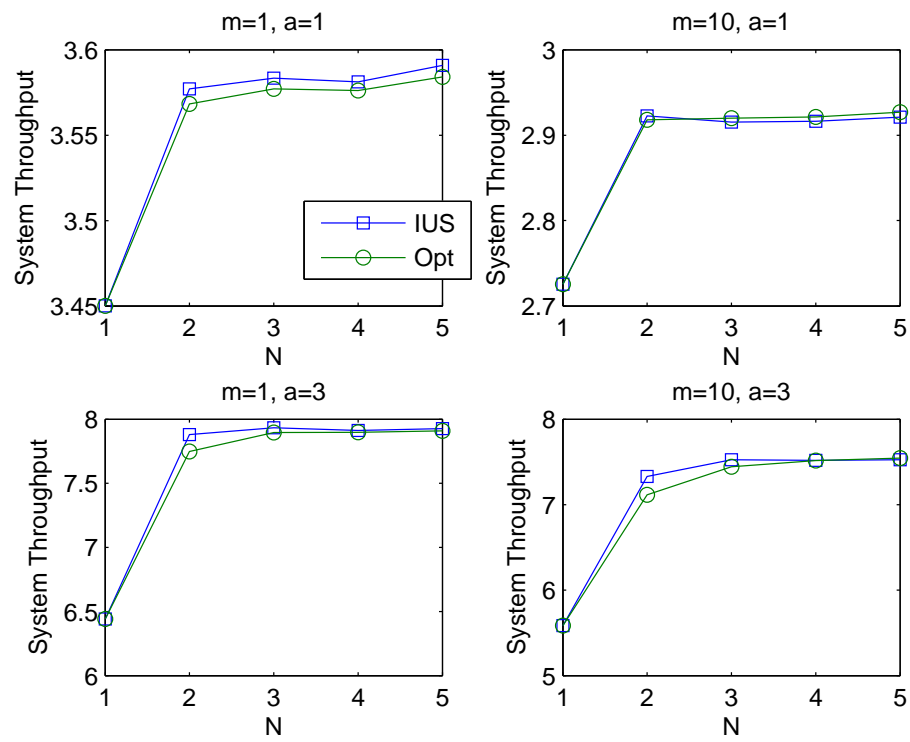 m=1, a=1
System Throughput
3.6
3.55
3.5
3.45
1 2 3 4 5
N
IUS
Opt
m=10, a=1
System Throughput
3
2.9
2.8
2.7
1 2 3 4 5
N
m=1, a=3
System Throughput
8
7.5
7
6.5
6
1 2 3 4 5
N
m=10, a=3
System Throughput
8
7
6
5
1 2 3 4 5
N